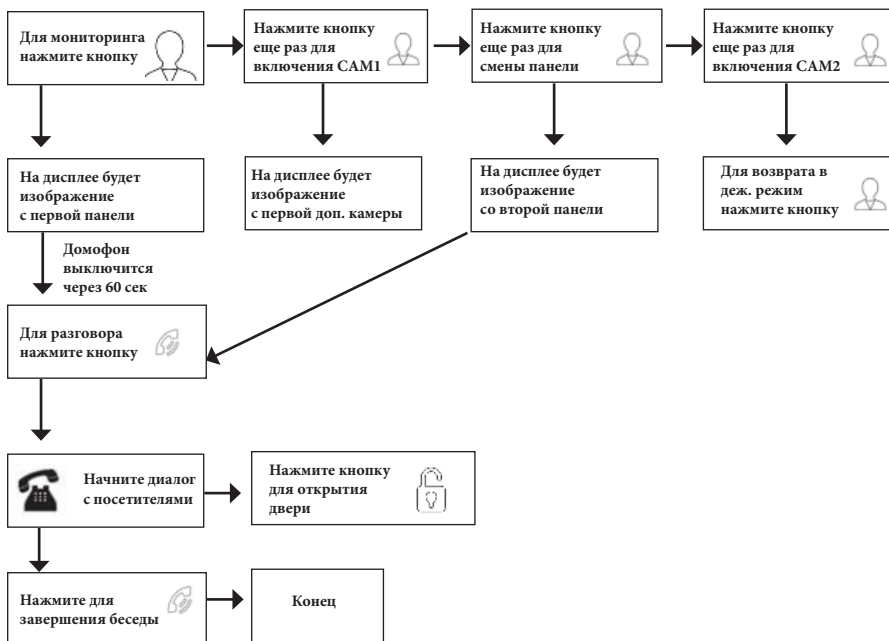 Для мониторинга
нажмите кнопку
Нажмите кнопку
еще раз для
включения CAM1
Нажмите кнопку
еще раз для
смены панели
Нажмите кнопку
еще раз для
включения CAM2
На дисплее будет
изображение
с первой панели
На дисплее будет
изображение
с первой доп. камеры
На дисплее будет
изображение
со второй панели
Для возврата в
деж. режим
нажмите кнопку
Домофон
выключится
через 60 сек
Для разговора
нажмите кнопку
Начните диалог
с посетителями
Нажмите кнопку
для открытия
двери
Нажмите для
завершения беседы
Конец